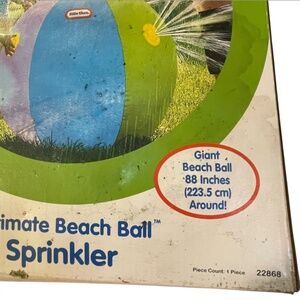 little tikes
Giant
Beach Ball
88 Inches
(223.5 cm)
Around!
imate Beach Ball™
Sprinkler
Piece Count: 1 Piece
22868